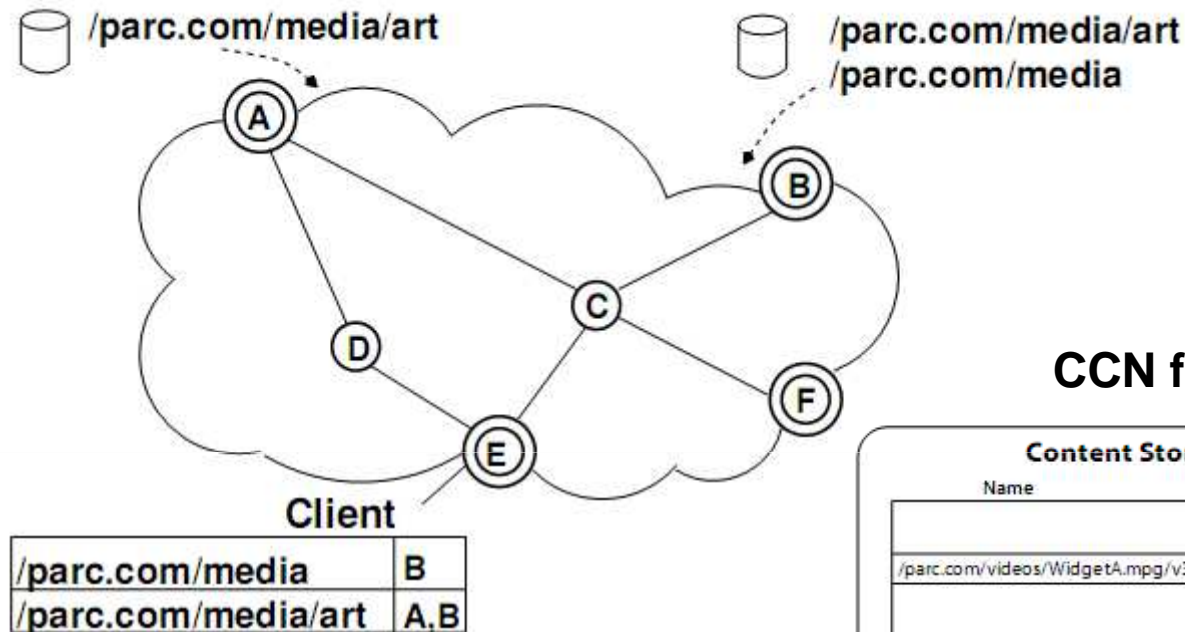 /parc.com/media/art
/parc.com/media/art
/parc.com/media
A
B
C
D
F
E
CCN f
Content Sto
Name
/parc.com/videos/WidgetA.mpg/v3
Client
/parc.com/media B
/parc.com/media/art A,B